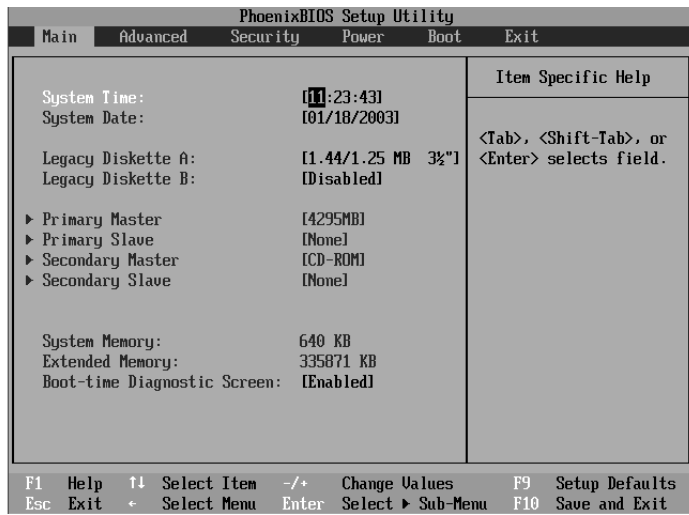 PhoenixBIOS Setup Utility
Main Advanced Security Power Boot Exit
Item Specific Help
System Time: [11:23:43]
System Date: [01/18/2003]
<Tab>, <Shift-Tab>, or
<Enter> selects field.
Legacy Diskette A: [1.44/1.25 MB 3½"]
Legacy Diskette B: [Disabled]
▶ Primary Master [4295MB]
▶ Primary Slave [None]
▶ Secondary Master [CD-ROM]
▶ Secondary Slave [None]
System Memory: 640 KB
Extended Memory: 335871 KB
Boot-time Diagnostic Screen: [Enabled]
F1 Help ↑↓ Select Item -/+ Change Values F9 Setup Defaults
Esc Exit ← Select Menu Enter Select ▶ Sub-Menu F10 Save and Exit